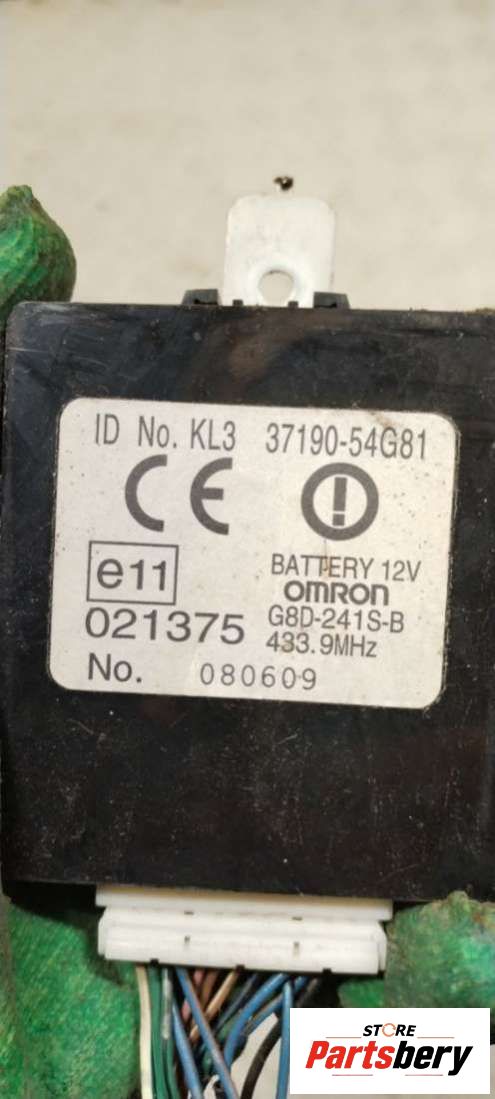 ID No. KL3 37190-54G81
CE
e11
BATTERY 12V
OMRON
021375
G8D-241S-B
433.9MHz
No. 080609
STORE
Partsbery